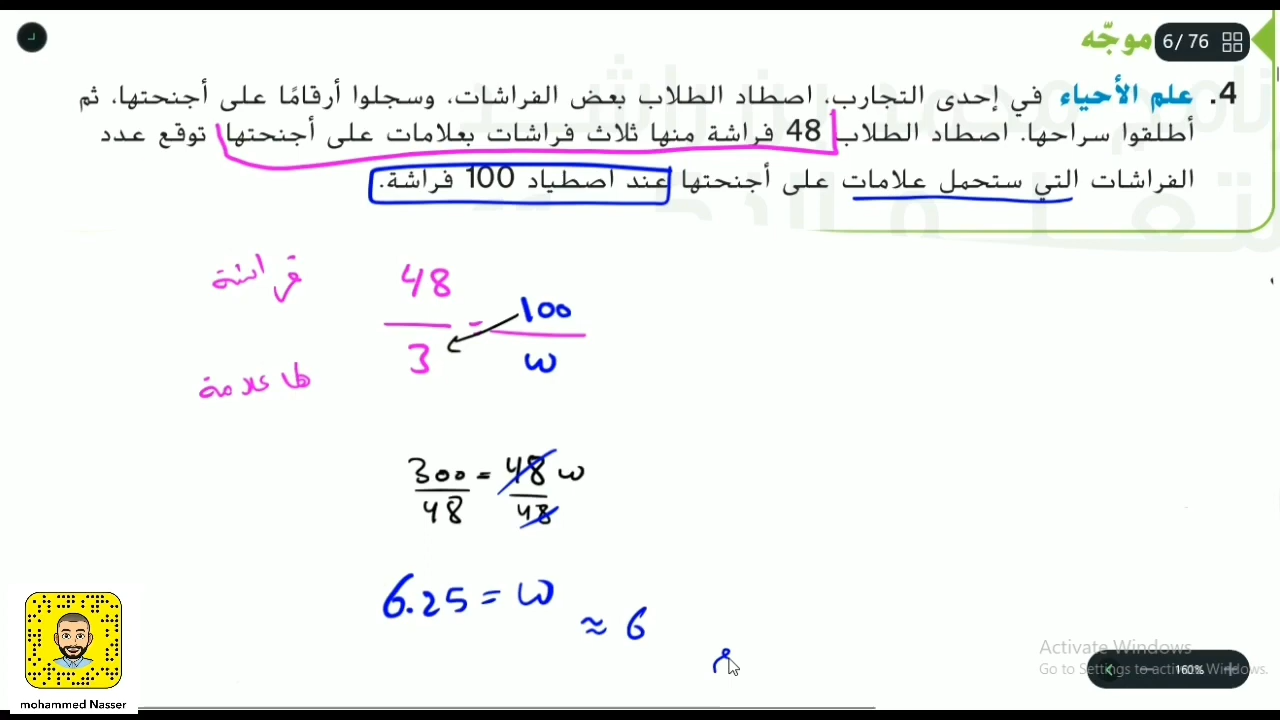 موجّه
6/76
4. علم الأحياء في إحدى التجارب، اصطاد الطلاب بعض الفراشات، وسجلوا أرقامًا على أجنحتها، ثم
أطلقوا سراحها. اصطاد الطلاب 48 فراشة منها ثلاث فراشات بعلامات على أجنحتها. توقع عدد
الفراشات التي ستحمل علامات على أجنحتها عند اصطياد 100 فراشة.
فراشة
48 = 100
3 w
لها علامة
300 = 48 w
48 48
6.25 = w
≈ 6
Activate Windows
Go to Settings to activate Windows.
160%
mohammed Nasser